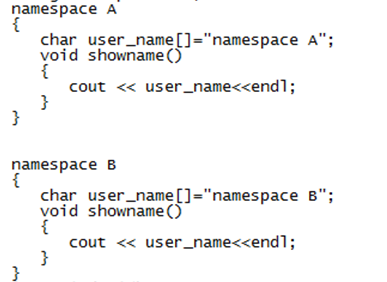 namespace A
{
char user_name[]="namespace A";
void showname()
{
cout << user_name<<endl;
}
}
namespace B
{
char user_name[]="namespace B";
void showname()
{
cout << user_name<<endl;
}
}